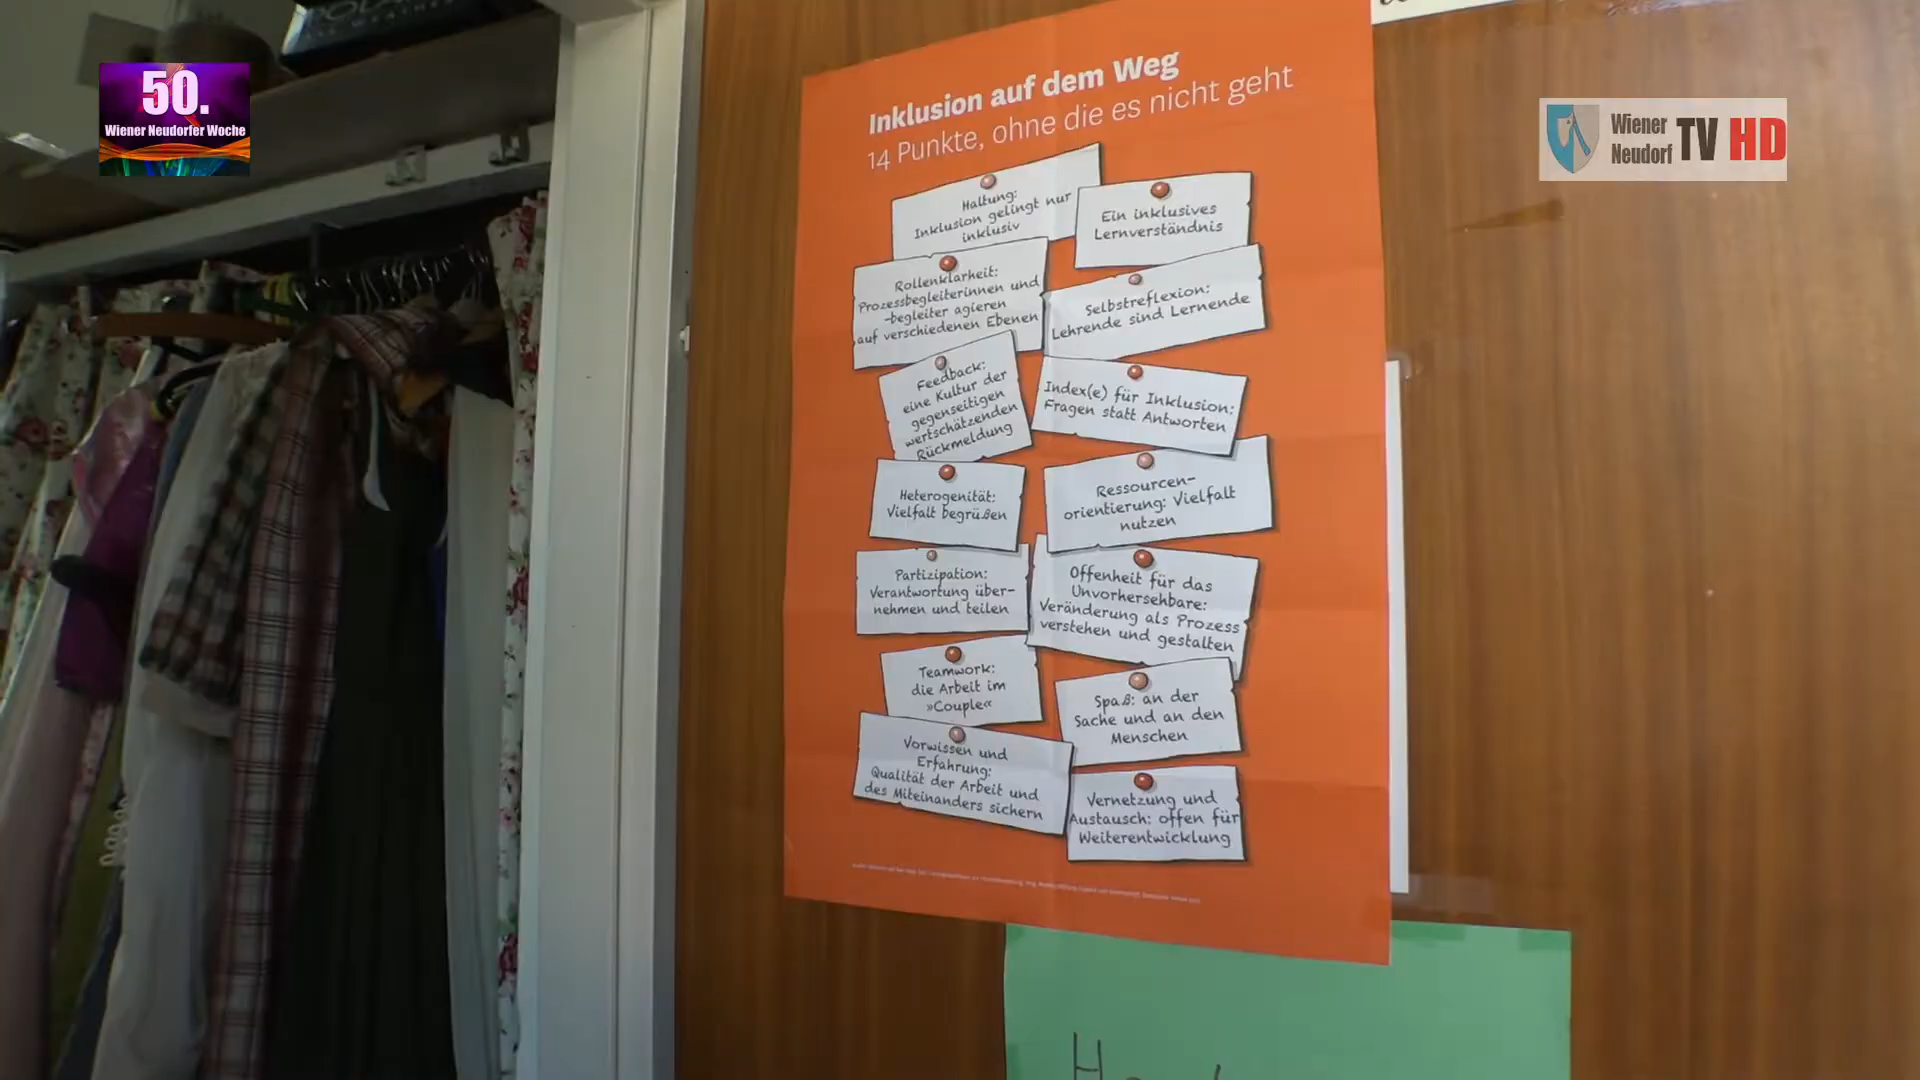 50.
Wiener Neudorfer Woche
Wiener
Neudorf
TV HD
Inklusion auf dem Weg
14 Punkte, ohne die es nicht geht
Haltung:
Inklusion gelingt nur
inklusiv
Ein inklusives
Lernverständnis
Rollenklarheit:
Prozessbegleiterinnen und
-begleiter agieren
auf verschiedenen Ebenen
Selbstreflexion:
Lehrende sind Lernende
Feedback:
eine Kultur der
gegenseitigen
wertschätzenden
Rückmeldung
Index(e) für Inklusion:
Fragen statt Antworten
Heterogenität:
Vielfalt begrüßen
Ressourcen-
orientierung: Vielfalt
nutzen
Partizipation:
Verantwortung über-
nehmen und teilen
Offenheit für das
Unvorhersehbare:
Veränderung als Prozess
verstehen und gestalten
Teamwork:
die Arbeit im
»Couple«
Spaß: an der
Sache und an den
Menschen
Vorwissen und
Erfahrung:
Qualität der Arbeit und
des Miteinanders sichern
Vernetzung und
Austausch: offen für
Weiterentwicklung